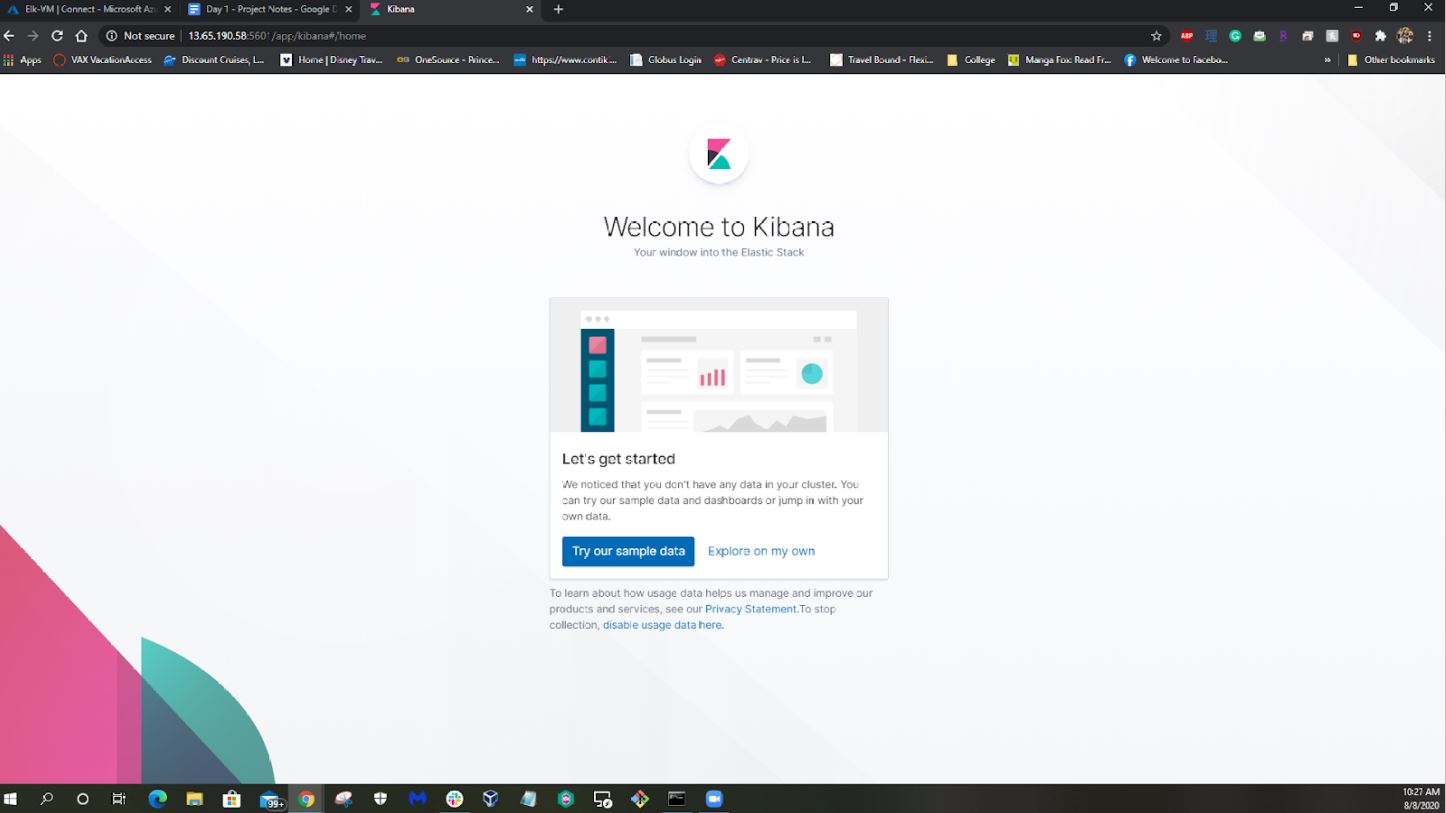 Elk-VM | Connect - Microsoft Az
Day 1 - Project Notes - Google D
Kibana
Not secure
13.65.190.58:5601/app/kibana#/home
ABP
Apps
VAX VacationAccess
Discount Cruises, L...
Home | Disney Trav...
OneSource - Prince...
https://www.contik...
Globus Login
Centrav - Price is l...
Travel Bound - Flexi...
College
Manga Fox: Read Fr...
Welcome to Facebo...
»
Other bookmarks
Welcome to Kibana
Your window into the Elastic Stack
Let's get started
We noticed that you don't have any data in your cluster. You
can try our sample data and dashboards or jump in with your
own data.
Try our sample data
Explore on my own
To learn about how usage data helps us manage and improve our
products and services, see our Privacy Statement.To stop
collection, disable usage data here.
99+
10:27 AM
8/8/2020